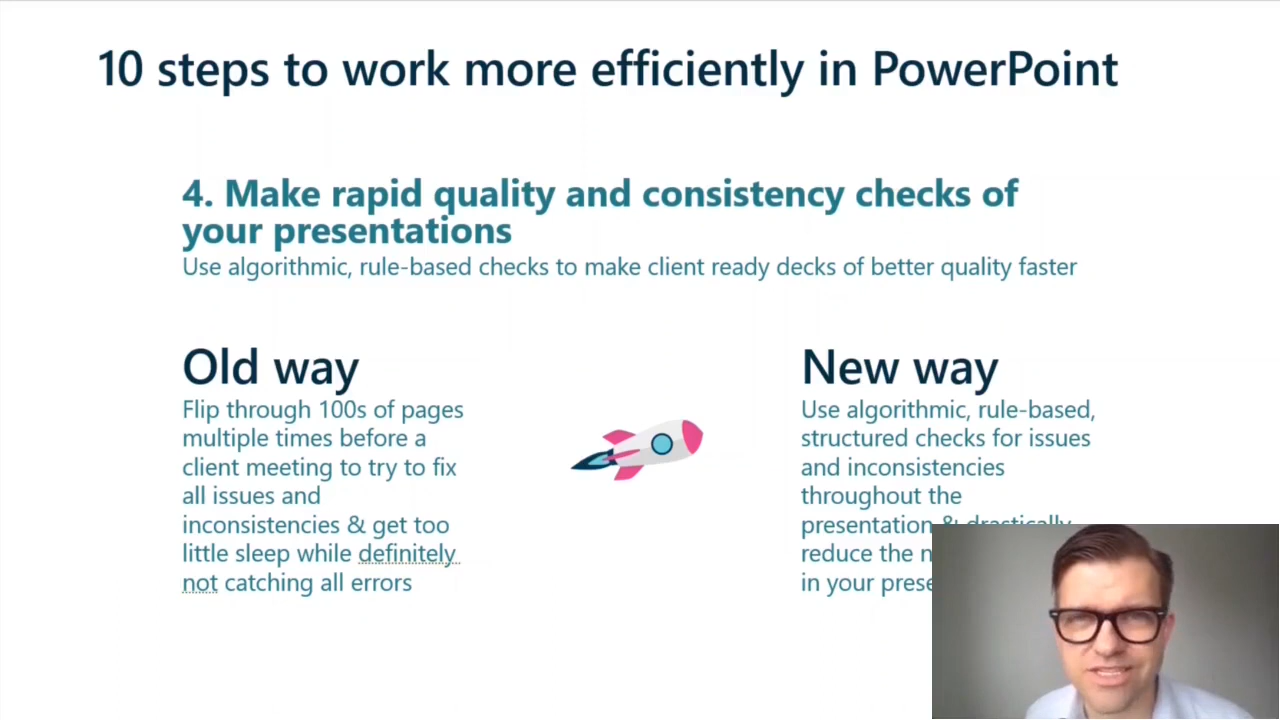 10 steps to work more efficiently in PowerPoint
4. Make rapid quality and consistency checks of
your presentations
Use algorithmic, rule-based checks to make client ready decks of better quality faster
Old way
Flip through 100s of pages
multiple times before a
client meeting to try to fix
all issues and
inconsistencies & get too
little sleep while definitely
not catching all errors
New way
Use algorithmic, rule-based,
structured checks for issues
and inconsistencies
throughout the
presentation & drastically
reduce the
in your